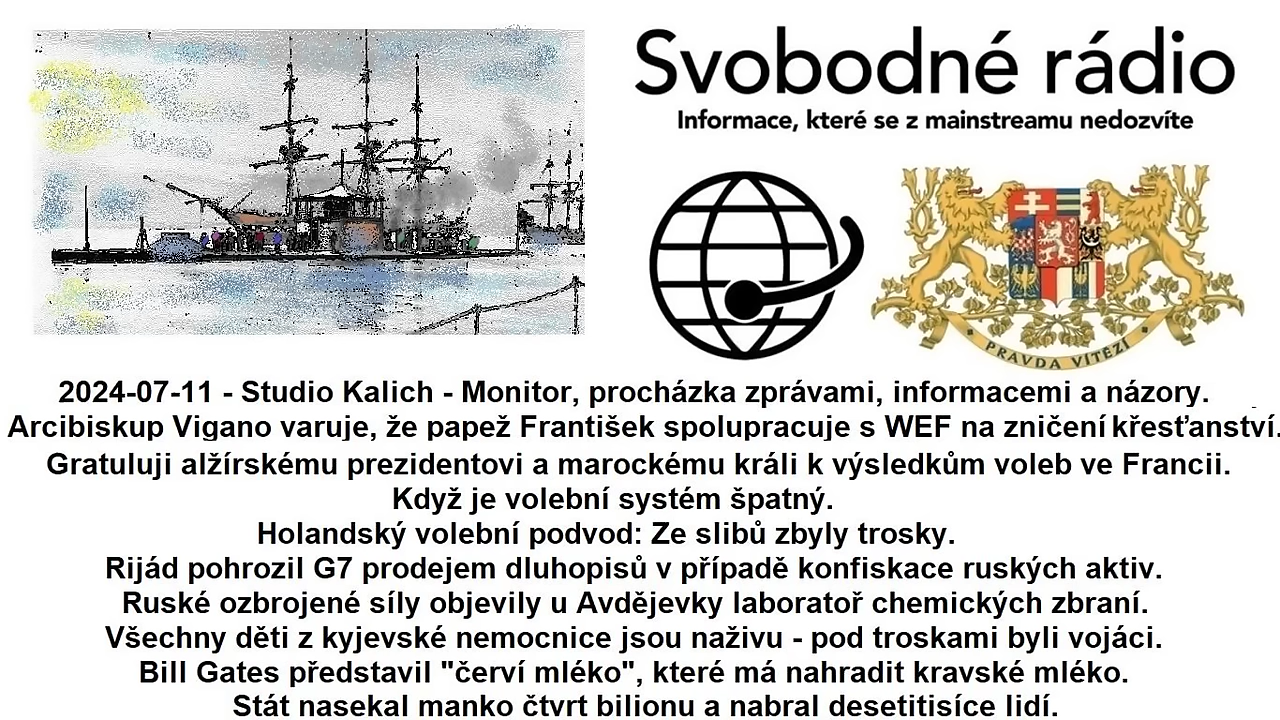 Svobodné rádio
Informace, které se z mainstreamu nedozvíte
PRAVDA VÍTĚZÍ
2024-07-11 - Studio Kalich - Monitor, procházka zprávami, informacemi a názory.
Arcibiskup Vigano varuje, že papež František spolupracuje s WEF na zničení křesťanství.
Gratuluji alžírskému prezidentovi a marockému králi k výsledkům voleb ve Francii.
Když je volební systém špatný.
Holandský volební podvod: Ze slibů zbyly trosky.
Rijád pohrozil G7 prodejem dluhopisů v případě konfiskace ruských aktiv.
Ruské ozbrojené síly objevily u Avdějevky laboratoř chemických zbraní.
Všechny děti z kyjevské nemocnice jsou naživu - pod troskami byli vojáci.
Bill Gates představil "červí mléko", které má nahradit kravské mléko.
Stát nasekal manko čtvrt bilionu a nabral desetitisíce lidí.